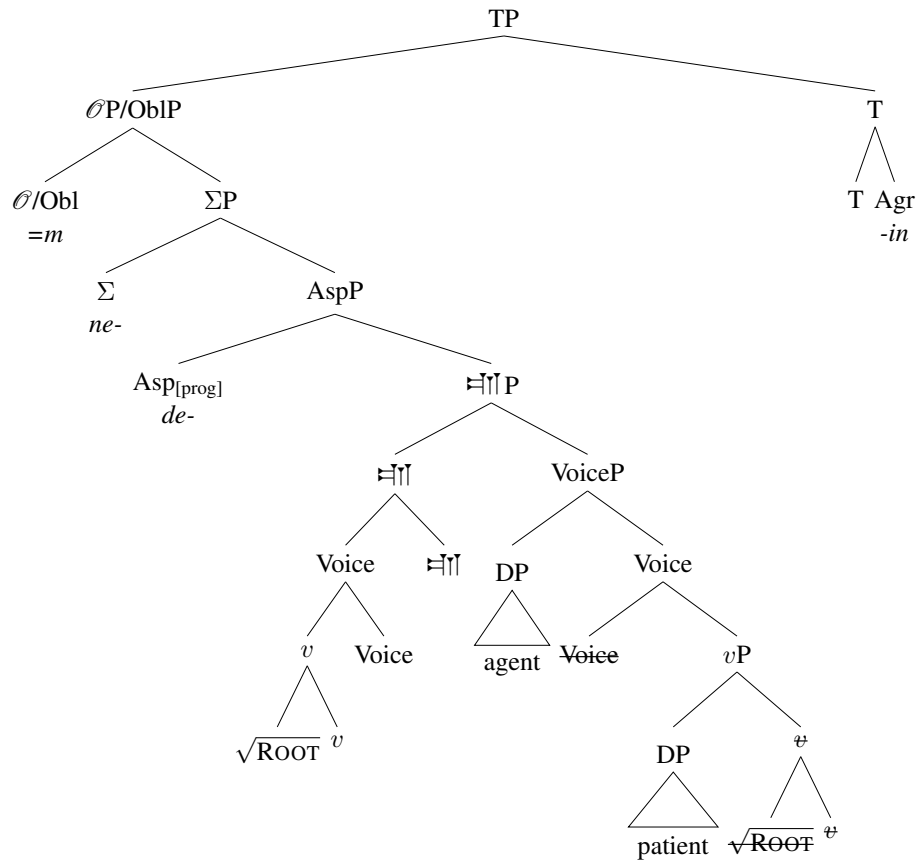 TP
𝒪P/OblP T
𝒪/Obl ΣP T Agr
=m -in
Σ AspP
ne-
Asp[prog] P
de-
VoiceP
Voice DP Voice
v Voice agent Voice vP
√ROOT v DP v
patient √ROOT v